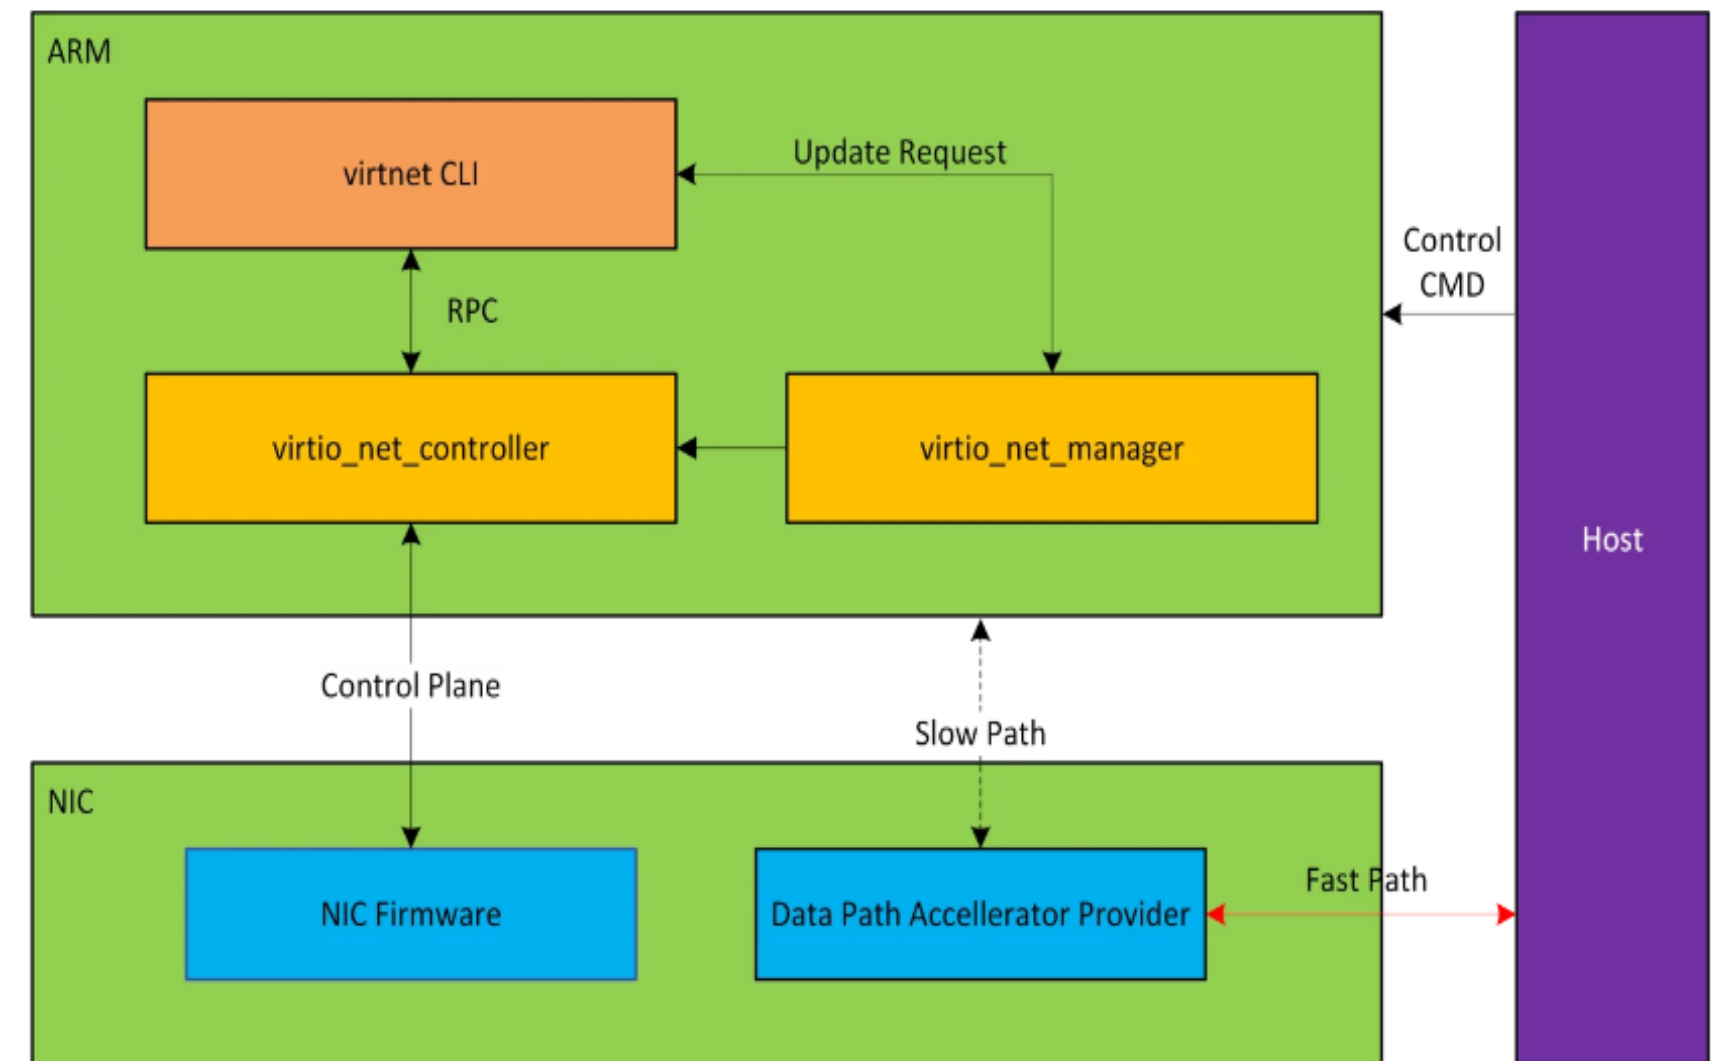 ARM
virtnet CLI
Update Request
Control
CMD
RPC
virtio_net_controller
virtio_net_manager
Host
Control Plane
Slow Path
NIC
Fast Path
NIC Firmware
Data Path Accellerator Provider